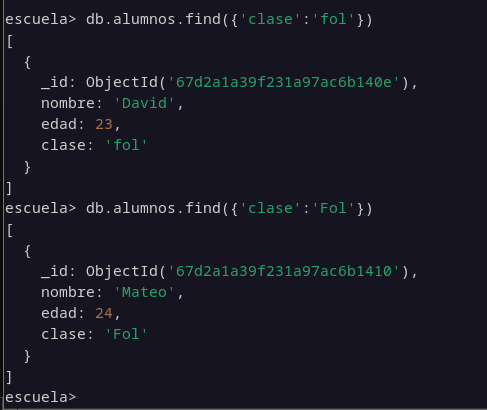 escuela> db.alumnos.find({'clase':'fol'})
[
  {
    _id: ObjectId('67d2a1a39f231a97ac6b140e'),
    nombre: 'David',
    edad: 23,
    clase: 'fol'
  }
]
escuela> db.alumnos.find({'clase':'Fol'})
[
  {
    _id: ObjectId('67d2a1a39f231a97ac6b1410'),
    nombre: 'Mateo',
    edad: 24,
    clase: 'Fol'
  }
]
escuela>